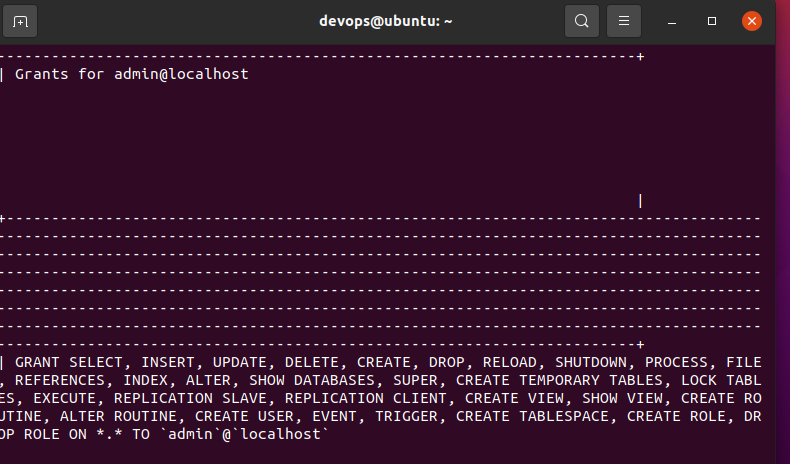 devops@ubuntu: ~
-----------------------------------------------------------------------+
| Grants for admin@localhost
|
+------------------------------------------------------------------------------------
-------------------------------------------------------------------------------------
-------------------------------------------------------------------------------------
-------------------------------------------------------------------------------------
-------------------------------------------------------------------------------------
-------------------------------------------------------------------------------------
-------------------------------------------------------------------------------------
-----------------------------------------------------------------------+
| GRANT SELECT, INSERT, UPDATE, DELETE, CREATE, DROP, RELOAD, SHUTDOWN, PROCESS, FILE
, REFERENCES, INDEX, ALTER, SHOW DATABASES, SUPER, CREATE TEMPORARY TABLES, LOCK TABL
ES, EXECUTE, REPLICATION SLAVE, REPLICATION CLIENT, CREATE VIEW, SHOW VIEW, CREATE RO
UTINE, ALTER ROUTINE, CREATE USER, EVENT, TRIGGER, CREATE TABLESPACE, CREATE ROLE, DR
OP ROLE ON *.* TO `admin`@`localhost`